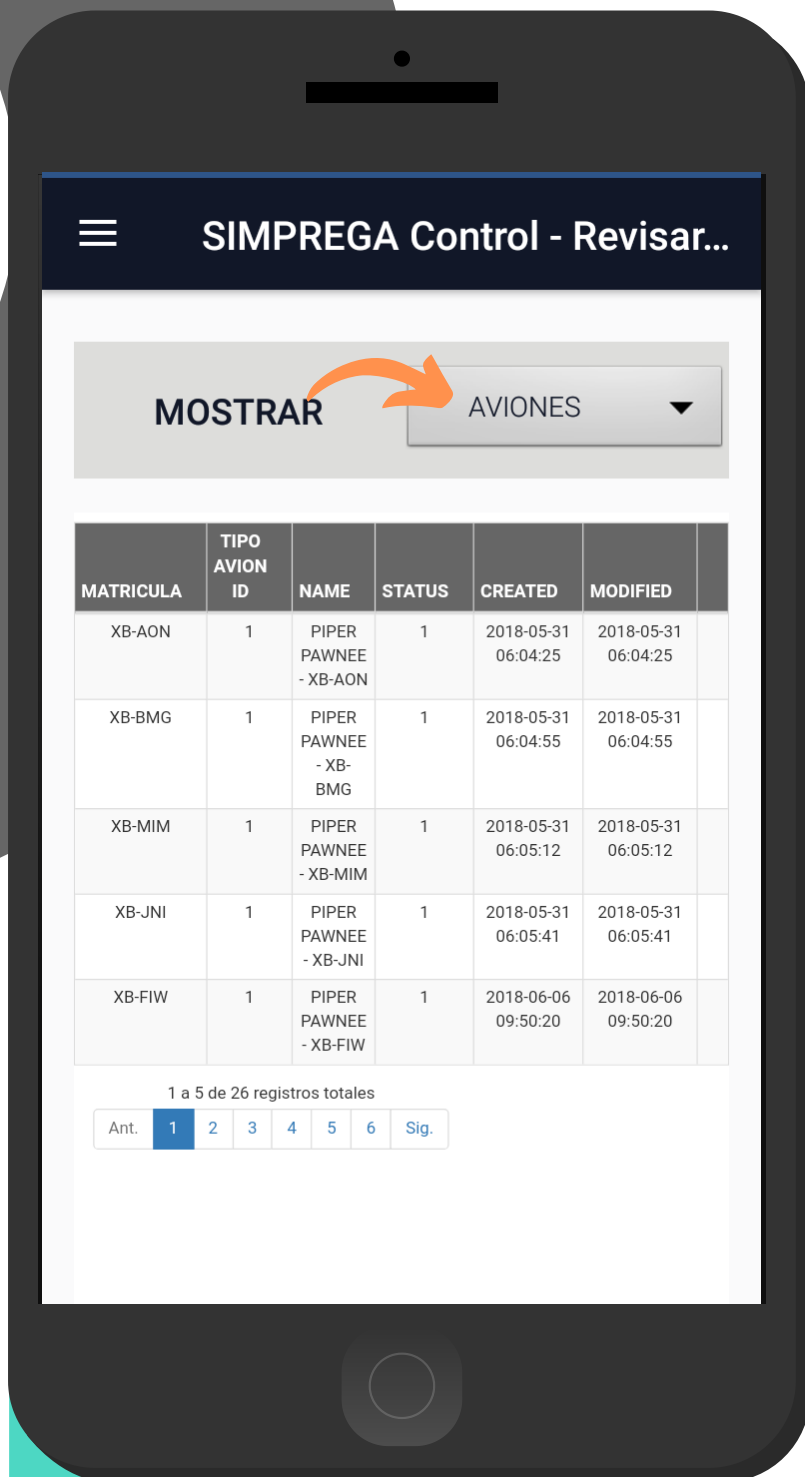 SIMPREGA Control - Revisar...
MOSTRAR
AVIONES
MATRICULA TIPO AVION ID NAME STATUS CREATED MODIFIED
XB-AON 1 PIPER PAWNEE - XB-AON 1 2018-05-31 06:04:25 2018-05-31 06:04:25
XB-BMG 1 PIPER PAWNEE - XB-BMG 1 2018-05-31 06:04:55 2018-05-31 06:04:55
XB-MIM 1 PIPER PAWNEE - XB-MIM 1 2018-05-31 06:05:12 2018-05-31 06:05:12
XB-JNI 1 PIPER PAWNEE - XB-JNI 1 2018-05-31 06:05:41 2018-05-31 06:05:41
XB-FIW 1 PIPER PAWNEE - XB-FIW 1 2018-06-06 09:50:20 2018-06-06 09:50:20
1 a 5 de 26 registros totales
Ant. 1 2 3 4 5 6 Sig.